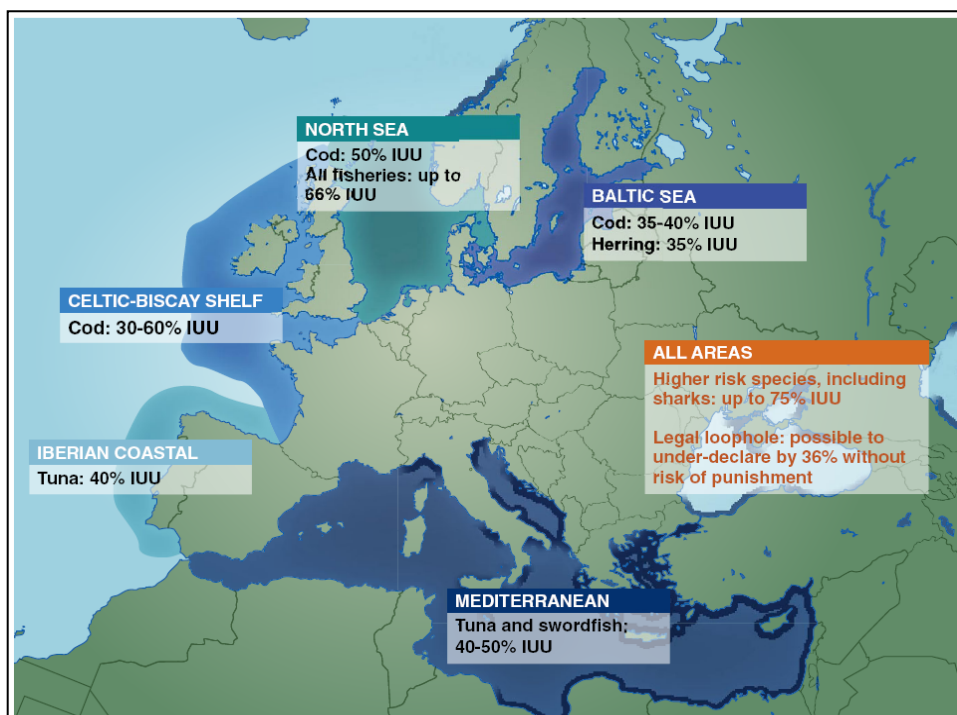 NORTH SEA
Cod: 50% IUU
All fisheries: up to
66% IUU
BALTIC SEA
Cod: 35-40% IUU
Herring: 35% IUU
CELTIC-BISCAY SHELF
Cod: 30-60% IUU
ALL AREAS
Higher risk species, including
sharks: up to 75% IUU
Legal loophole: possible to
under-declare by 36% without
risk of punishment
IBERIAN COASTAL
Tuna: 40% IUU
MEDITERRANEAN
Tuna and swordfish;
40-50% IUU